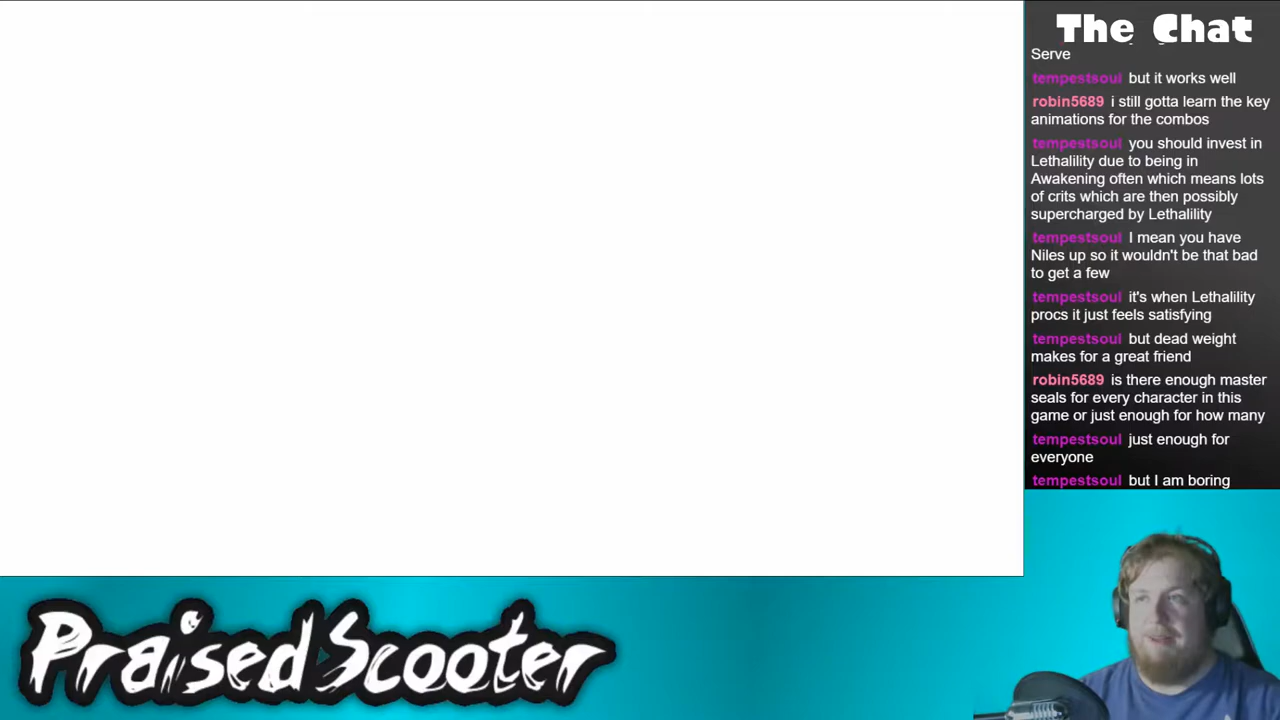 The Chat
Serve
tempestsoul but it works well
robin5689 i still gotta learn the key
animations for the combos
tempestsoul you should invest in
Lethalility due to being in
Awakening often which means lots
of crits which are then possibly
supercharged by Lethalility
tempestsoul I mean you have
Niles up so it wouldn't be that bad
to get a few
tempestsoul it's when Lethalility
procs it just feels satisfying
tempestsoul but dead weight
makes for a great friend
robin5689 is there enough master
seals for every character in this
game or just enough for how many
tempestsoul just enough for
everyone
tempestsoul but I am boring
PraisedScooter